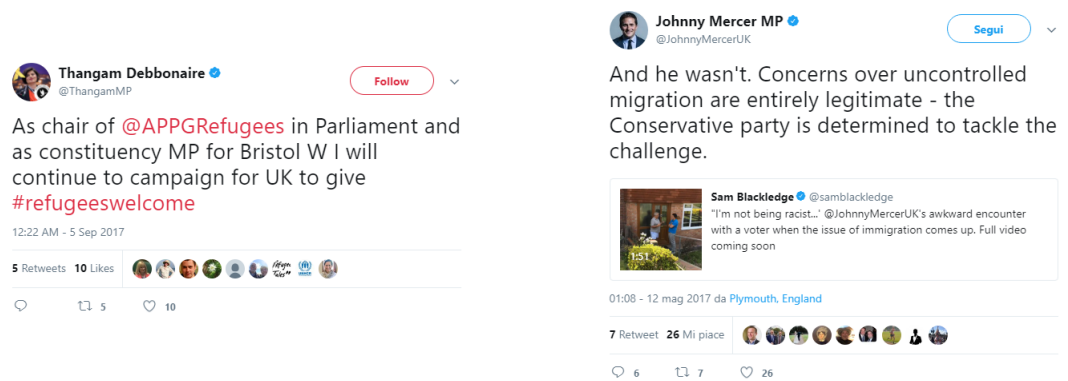 Thangam Debbonaire
@ThangamMP
Follow
As chair of @APPGRefugees in Parliament and
as constituency MP for Bristol W I will
continue to campaign for UK to give
#refugeeswelcome
12:22 AM - 5 Sep 2017
5 Retweets 10 Likes
5 10
Johnny Mercer MP
@JohnnyMercerUK
Segui
And he wasn't. Concerns over uncontrolled
migration are entirely legitimate - the
Conservative party is determined to tackle the
challenge.
Sam Blackledge @samblackledge
"I'm not being racist...' @JohnnyMercerUK's awkward encounter
with a voter when the issue of immigration comes up. Full video
coming soon
1:51
01:08 - 12 mag 2017 da Plymouth, England
7 Retweet 26 Mi piace
6 7 26